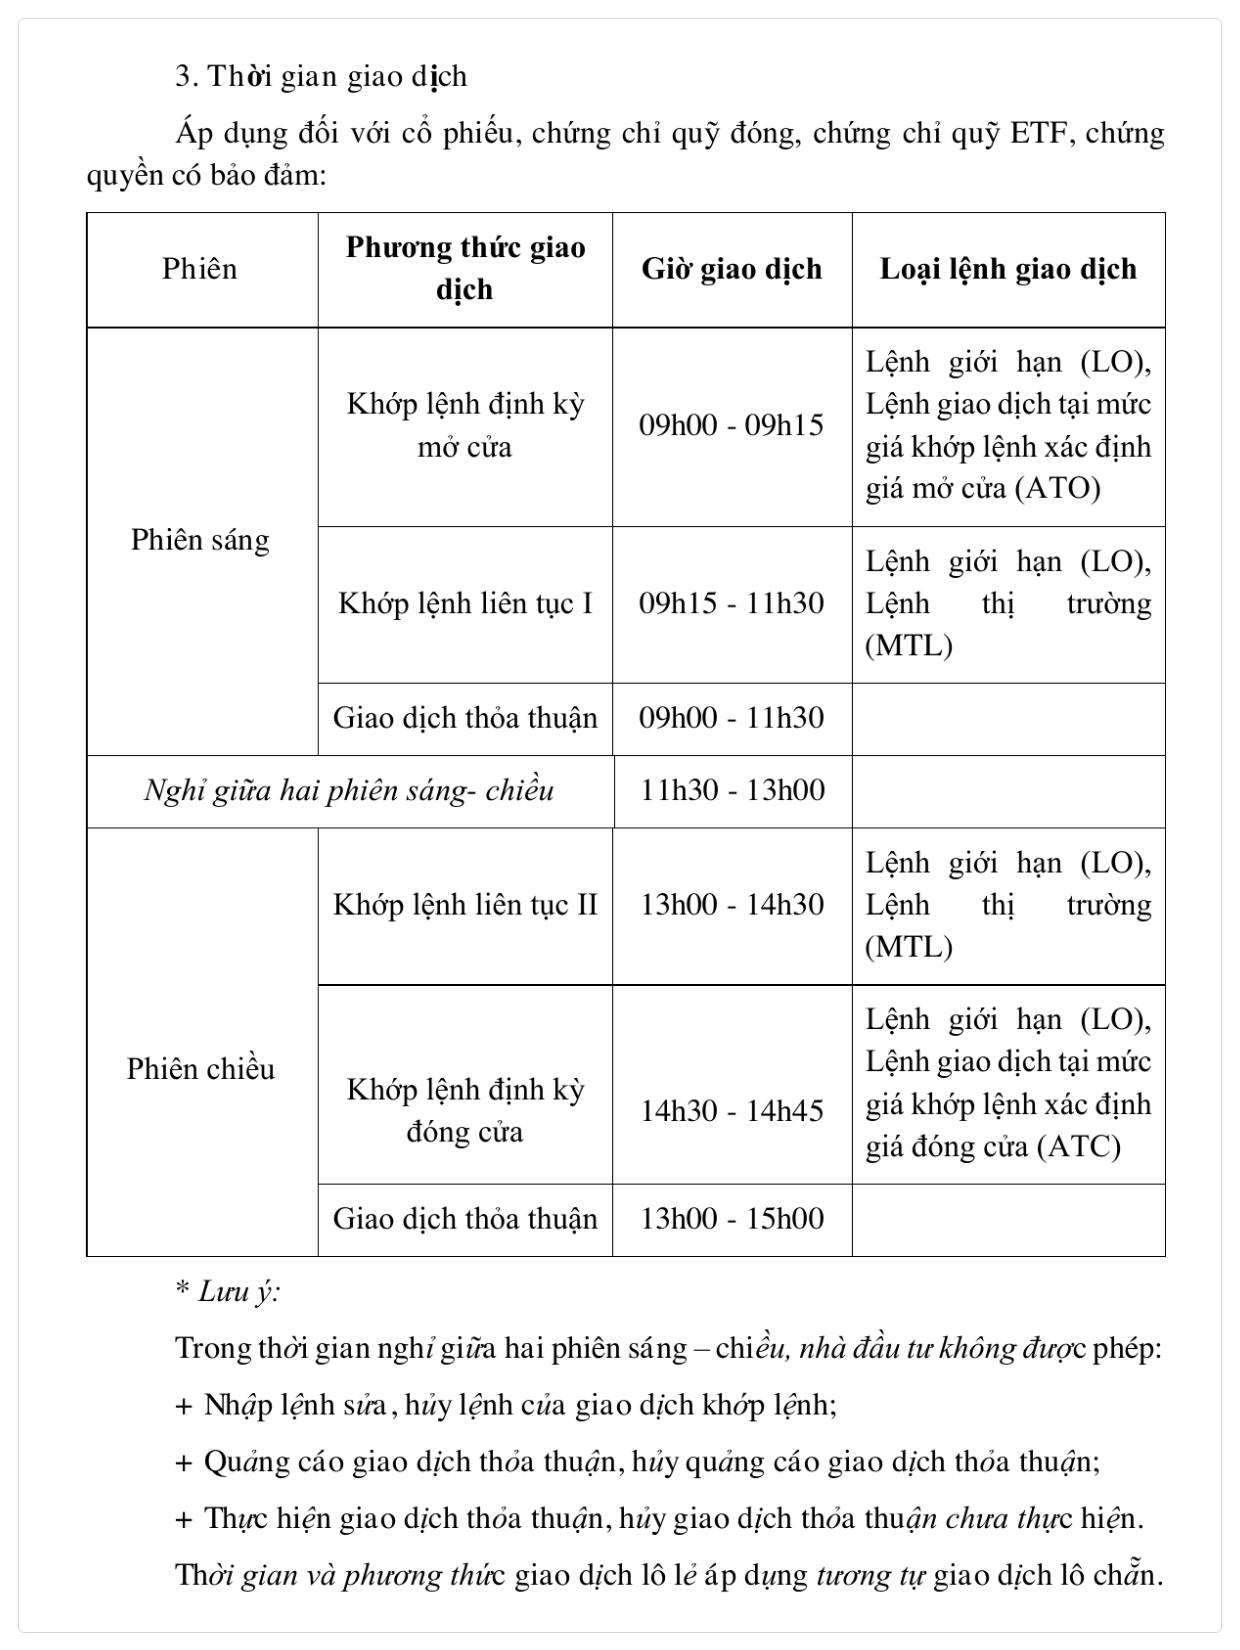 3. Thời gian giao dịch
Áp dụng đối với cổ phiếu, chứng chỉ quỹ đóng, chứng chỉ quỹ ETF, chứng
quyền có bảo đảm:
Phiên
Phương thức giao
dịch
Giờ giao dịch
Loại lệnh giao dịch
Phiên sáng
Khớp lệnh định kỳ
mở cửa
09h00 - 09h15
Lệnh giới hạn (LO),
Lệnh giao dịch tại mức
giá khớp lệnh xác định
giá mở cửa (ATO)
Khớp lệnh liên tục I
09h15 - 11h30
Lệnh giới hạn (LO),
Lệnh thị trường
(MTL)
Giao dịch thỏa thuận
09h00 - 11h30
Nghỉ giữa hai phiên sáng- chiều
11h30 - 13h00
Phiên chiều
Khớp lệnh liên tục II
13h00 - 14h30
Lệnh giới hạn (LO),
Lệnh thị trường
(MTL)
Khớp lệnh định kỳ
đóng cửa
14h30 - 14h45
Lệnh giới hạn (LO),
Lệnh giao dịch tại mức
giá khớp lệnh xác định
giá đóng cửa (ATC)
Giao dịch thỏa thuận
13h00 - 15h00
* Lưu ý:
Trong thời gian nghỉ giữa hai phiên sáng – chiều, nhà đầu tư không được phép:
+ Nhập lệnh sửa, hủy lệnh của giao dịch khớp lệnh;
+ Quảng cáo giao dịch thỏa thuận, hủy quảng cáo giao dịch thỏa thuận;
+ Thực hiện giao dịch thỏa thuận, hủy giao dịch thỏa thuận chưa thực hiện.
Thời gian và phương thức giao dịch lô lẻ áp dụng tương tự giao dịch lô chẵn.